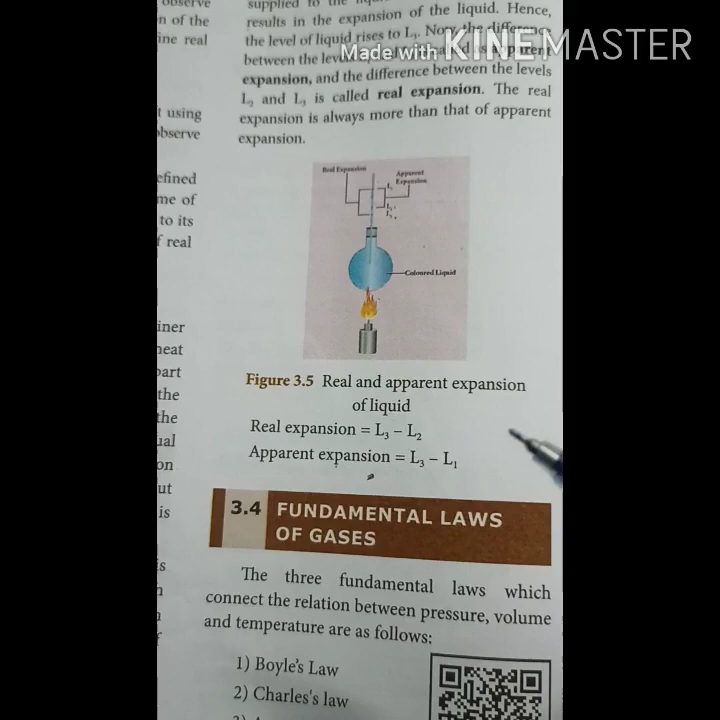 observe
n of the
ine real
t using
observe
efined
me of
to its
f real
iner
heat
part
the
the
ual
on
ut
is
is
supplied to the
results in the expansion of the liquid. Hence,
the level of liquid rises to L3. Now, the difference
between the apparent
expansion, and the difference between the levels
L2 and L3 is called real expansion. The real
expansion is always more than that of apparent
expansion.
Made with KINEMASTER
Real Expansion
Apparent
Expansion
Coloured Liquid
Figure 3.5 Real and apparent expansion
of liquid
Real expansion = L3 – L2
Apparent expansion = L3 – L1
3.4 FUNDAMENTAL LAWS
OF GASES
The three fundamental laws which
connect the relation between pressure, volume
and temperature are as follows:
1) Boyle's Law
2) Charles's law